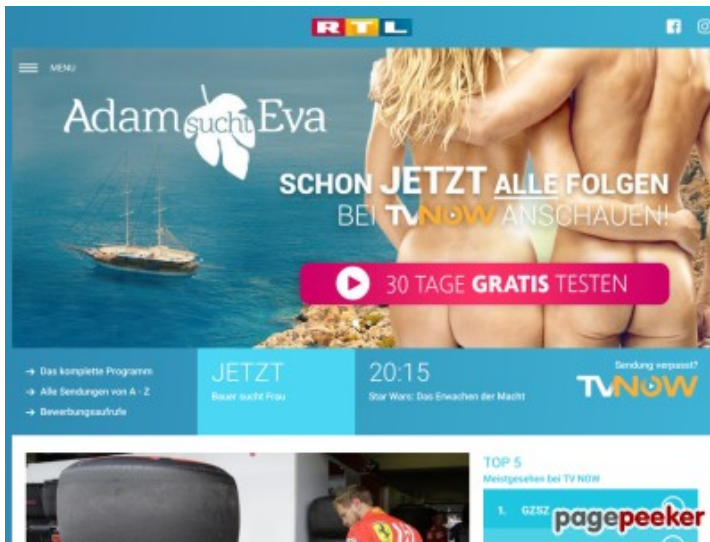 RTL
MENU
Adam sucht Eva
SCHON JETZT ALLE FOLGEN
BEI TVNOW ANSCHAUEN!
30 TAGE GRATIS TESTEN
→ Das komplette Programm
→ Alle Sendungen von A - Z
→ Bewerbungsaufrufe
JETZT
Bauer sucht Frau
20:15
Star Wars: Das Erwachen der Macht
Sendung verpasst?
TVNOW
TOP 5
Meistgesehen bei TV NOW
1. GZSZ
pagepeeker